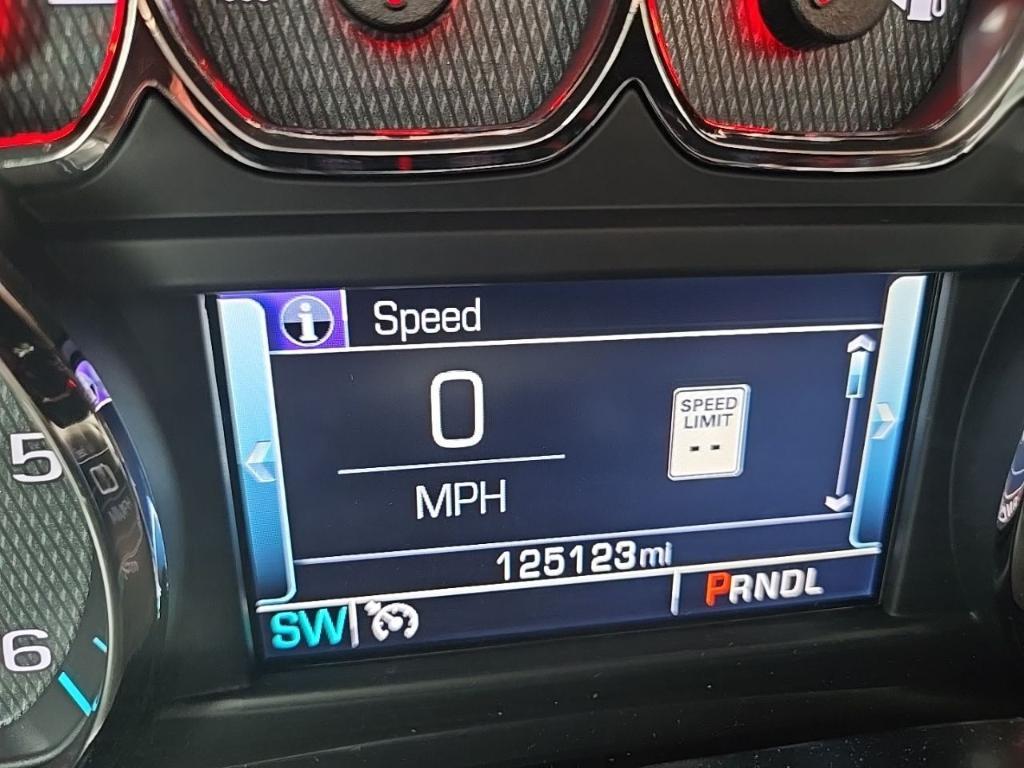 Speed
0
MPH
SPEED
LIMIT
--
125123mi
SW
PRNDL
5
6